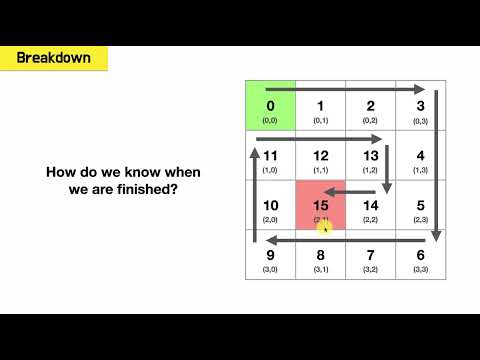 Breakdown
How do we know when
we are finished?
0 1 2 3
(0,0) (0,1) (0,2) (0,3)
11 12 13 4
(1,0) (1,1) (1,2) (1,3)
10 15 14 5
(2,0) (2,1) (2,2) (2,3)
9 8 7 6
(3,0) (3,1) (3,2) (3,3)